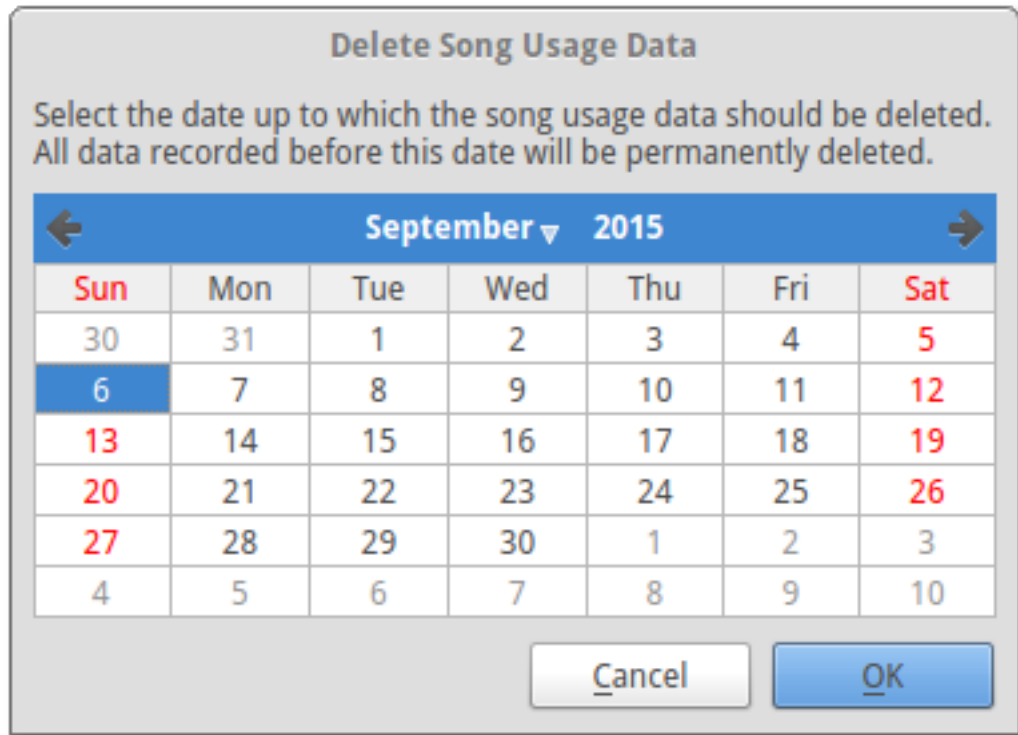 Delete Song Usage Data
Select the date up to which the song usage data should be deleted.
All data recorded before this date will be permanently deleted.
September 2015
Sun Mon Tue Wed Thu Fri Sat
30 31 1 2 3 4 5
6 7 8 9 10 11 12
13 14 15 16 17 18 19
20 21 22 23 24 25 26
27 28 29 30 1 2 3
4 5 6 7 8 9 10
Cancel OK